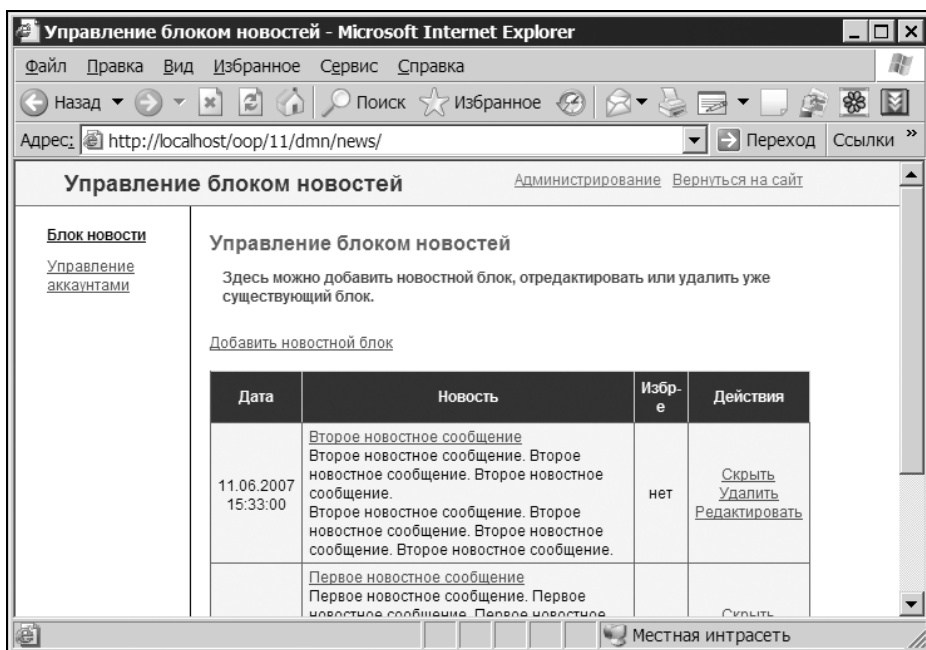 Управление блоком новостей - Microsoft Internet Explorer
Файл Правка Вид Избранное Сервис Справка
Назад Поиск Избранное
Адрес: http://localhost/oop/11/dmn/news/ Переход Ссылки »
Управление блоком новостей Администрирование Вернуться на сайт
Блок новости
Управление
аккаунтами
Управление блоком новостей
Здесь можно добавить новостной блок, отредактировать или удалить уже
существующий блок.
Добавить новостной блок
Дата Новость Избр-
е Действия
11.06.2007
15:33:00
Второе новостное сообщение
Второе новостное сообщение. Второе
новостное сообщение. Второе новостное
сообщение.
Второе новостное сообщение. Второе
новостное сообщение. Второе новостное
сообщение. Второе новостное сообщение.
нет
Скрыть
Удалить
Редактировать
Первое новостное сообщение
Первое новостное сообщение. Первое
новостное сообщение. Первое новостное
Скрыть
Местная интрасеть